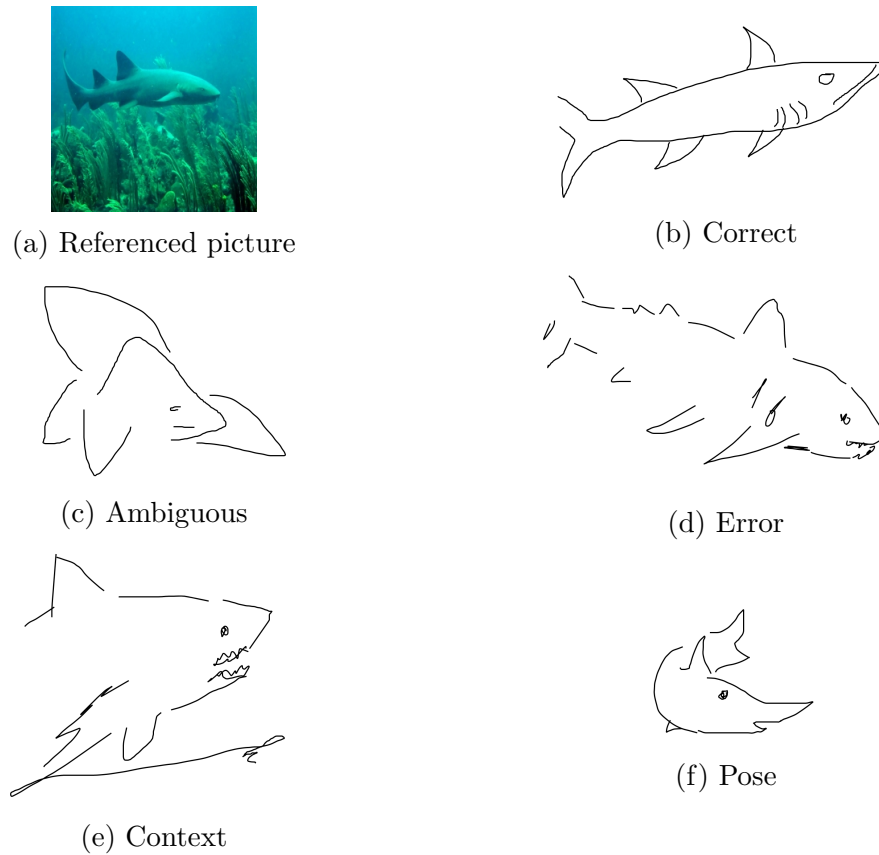 (a) Referenced picture
(b) Correct
(c) Ambiguous
(d) Error
(e) Context
(f) Pose